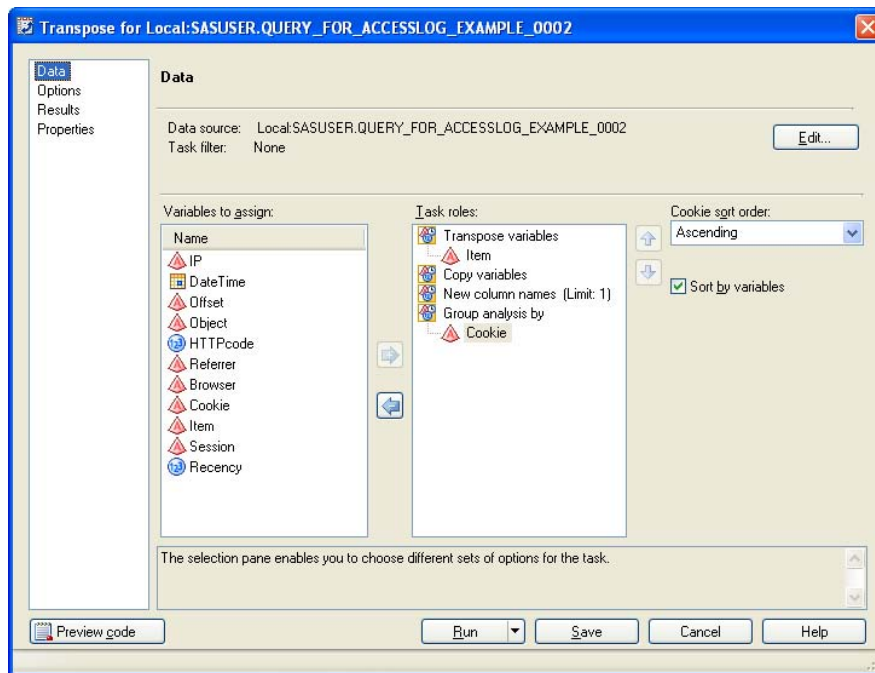 Transpose for Local:SASUSER.QUERY_FOR_ACCESSLOG_EXAMPLE_0002
Data
Options
Results
Properties
Data
Data source: Local:SASUSER.QUERY_FOR_ACCESSLOG_EXAMPLE_0002
Task filter: None
Edit...
Variables to assign:
Name
IP
DateTime
Offset
Object
HTTPcode
Referrer
Browser
Cookie
Item
Session
Recency
Task roles:
Transpose variables
Item
Copy variables
New column names (Limit: 1)
Group analysis by
Cookie
Cookie sort order:
Ascending
Sort by variables
The selection pane enables you to choose different sets of options for the task.
Preview code
Run
Save
Cancel
Help